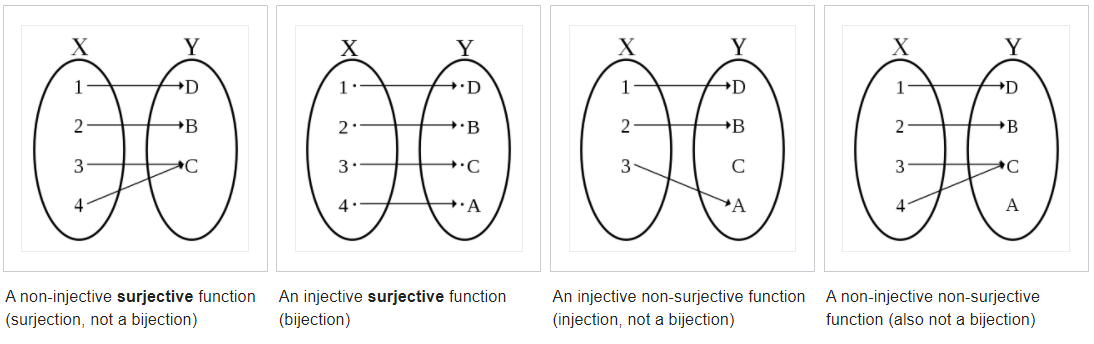 X Y
1 D
2 B
3 C
4
A non-injective surjective function
(surjection, not a bijection)
X Y
1 D
2 B
3 C
4 A
An injective surjective function
(bijection)
X Y
1 D
2 B
C
3
A
An injective non-surjective function
(injection, not a bijection)
X Y
1 D
2 B
3 C
4 A
A non-injective non-surjective
function (also not a bijection)